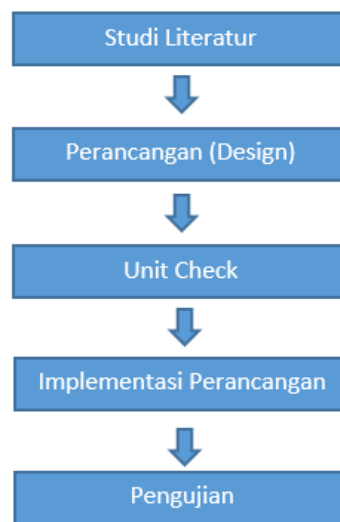 Studi Literatur
Perancangan (Design)
Unit Check
Implementasi Perancangan
Pengujian